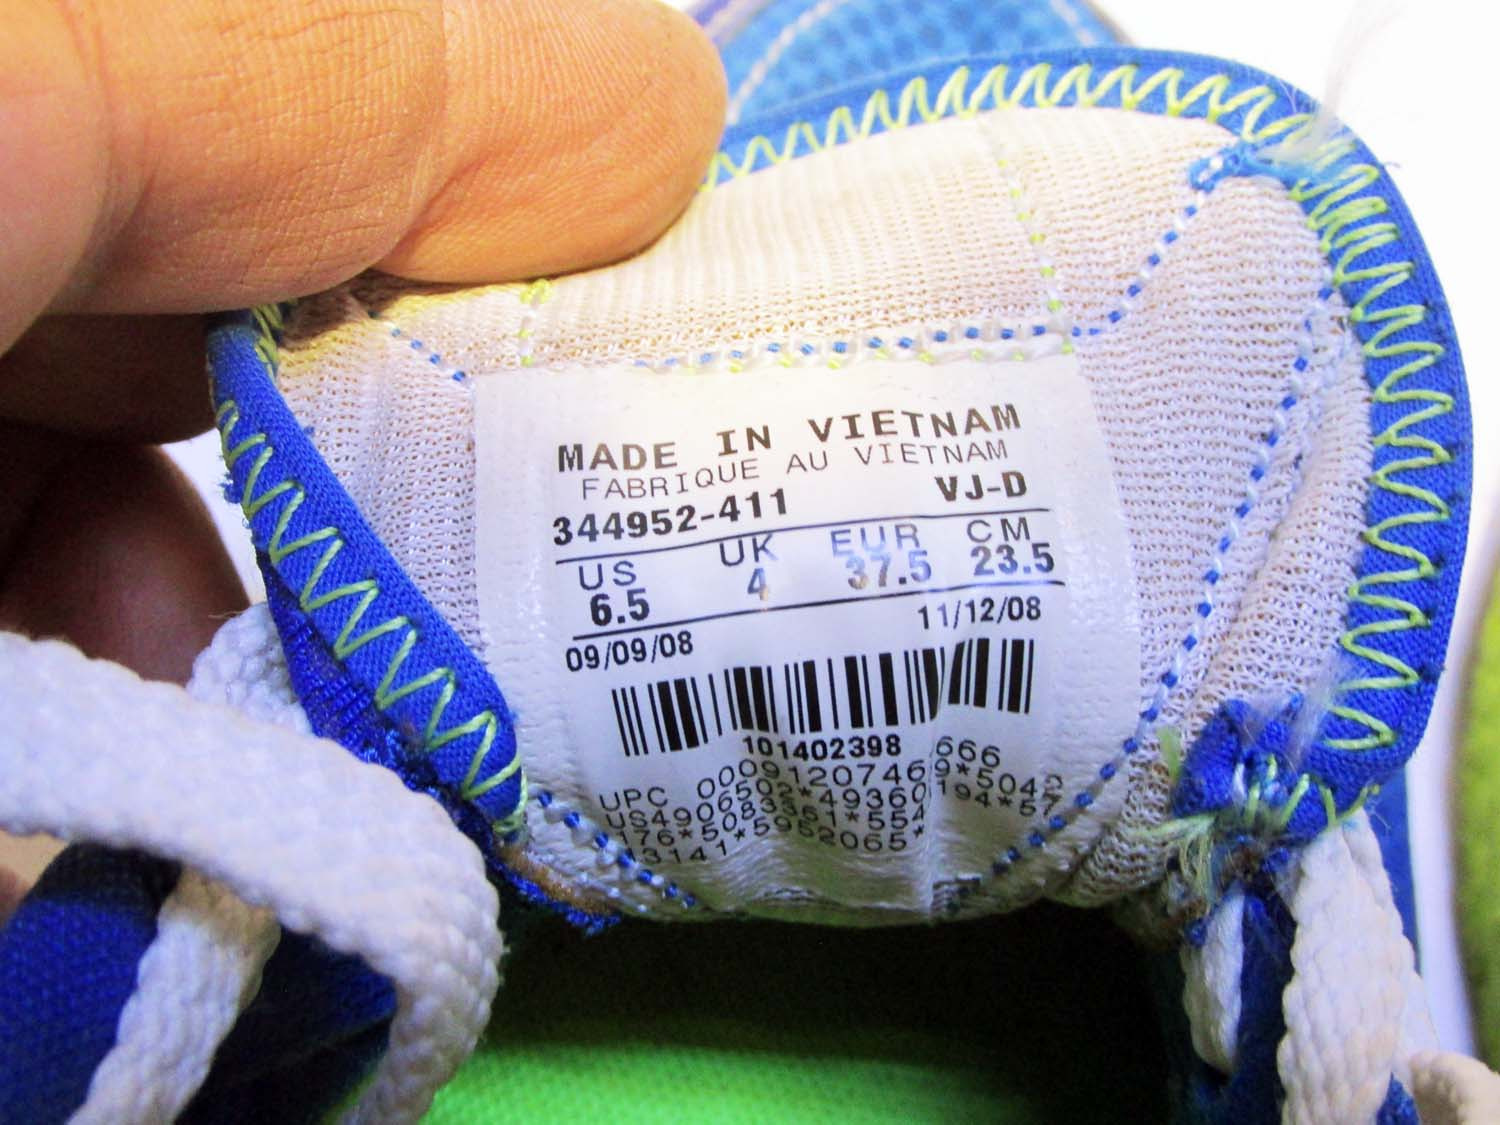 MADE IN VIETNAM
FABRIQUE AU VIETNAM
344952-411 VJ-D
US UK EUR CM
6.5 4 37.5 23.5
09/09/08 11/12/08
101402398
UPC